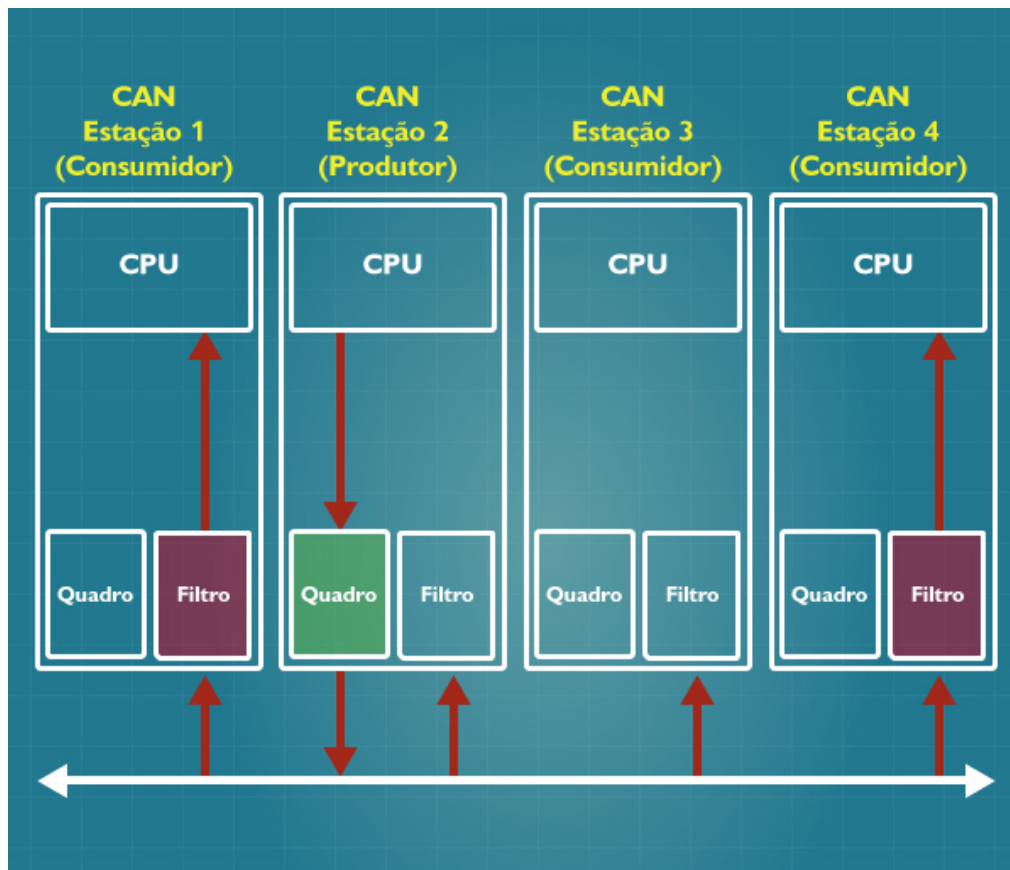 CAN
Estação 1
(Consumidor)
CAN
Estação 2
(Produtor)
CAN
Estação 3
(Consumidor)
CAN
Estação 4
(Consumidor)
CPU
CPU
CPU
CPU
Quadro
Filtro
Quadro
Filtro
Quadro
Filtro
Quadro
Filtro